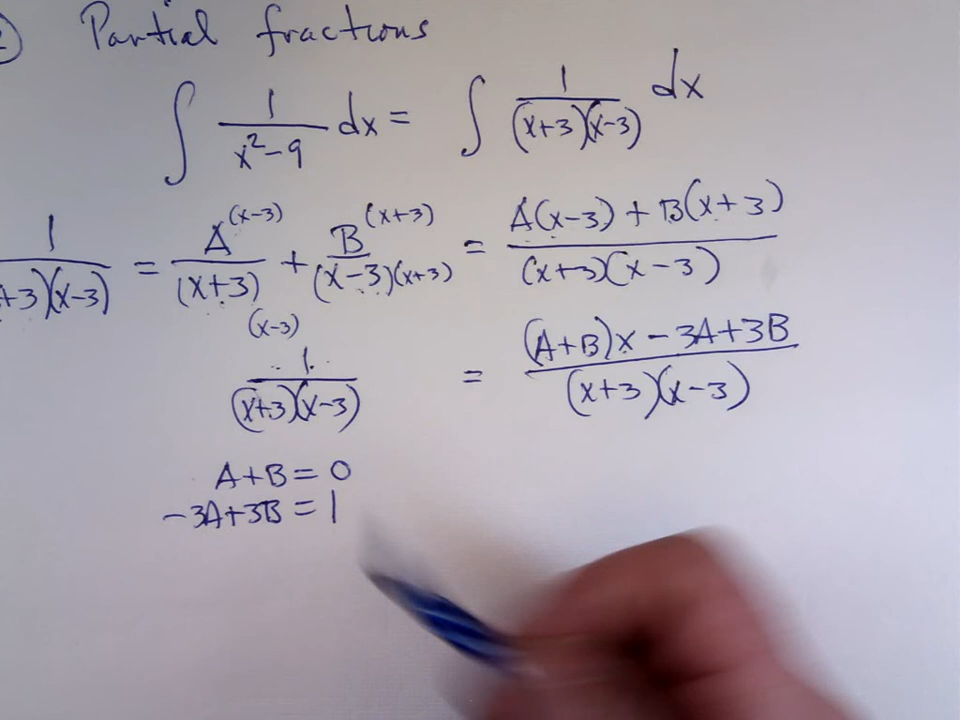 2) Partial fractions
∫ 1/(x²-9) dx = ∫ 1/((x+3)(x-3)) dx
1/(+3)(x-3) = A(x-3)/(x+3)(x-3) + B(x+3)/(x-3)(x+3) = (A(x-3) + B(x+3))/((x+3)(x-3))
1/((x+3)(x-3)) = ((A+B)x - 3A+3B)/((x+3)(x-3))
A+B = 0
-3A+3B = 1